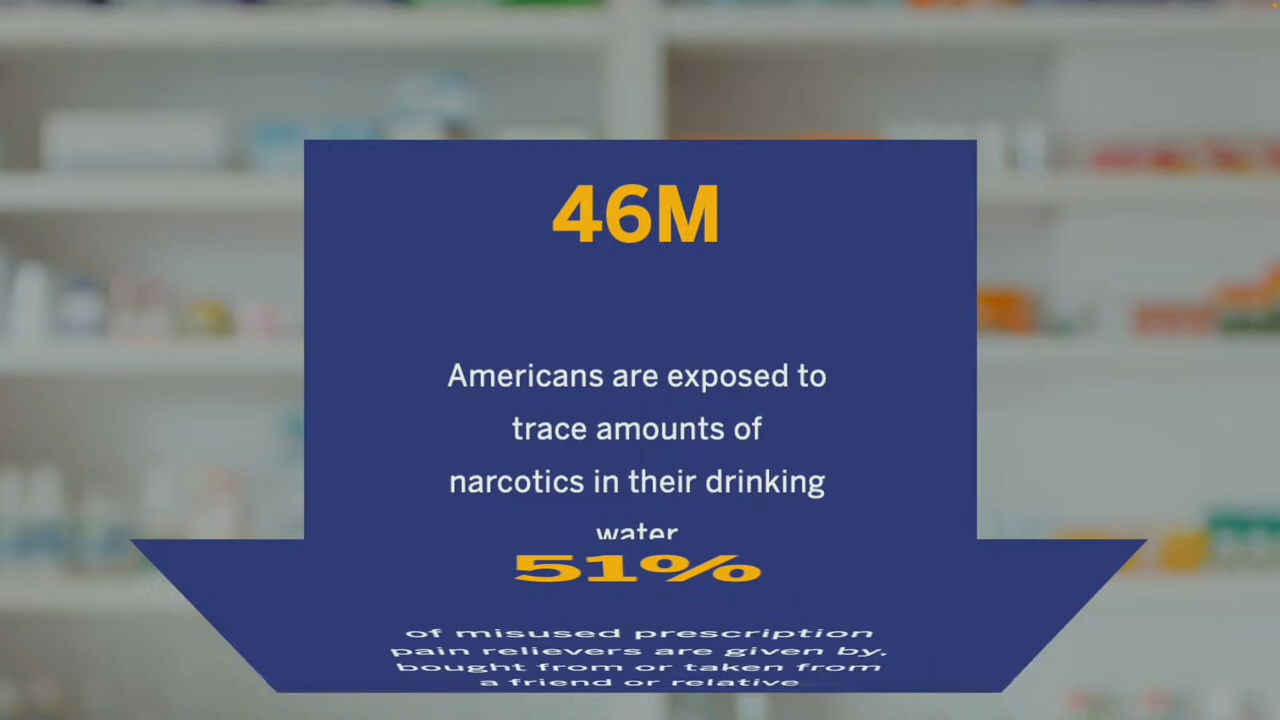 46M
Americans are exposed to
trace amounts of
narcotics in their drinking
water
51%
of misused prescription
pain relievers are given by,
bought from or taken from
a friend or relative